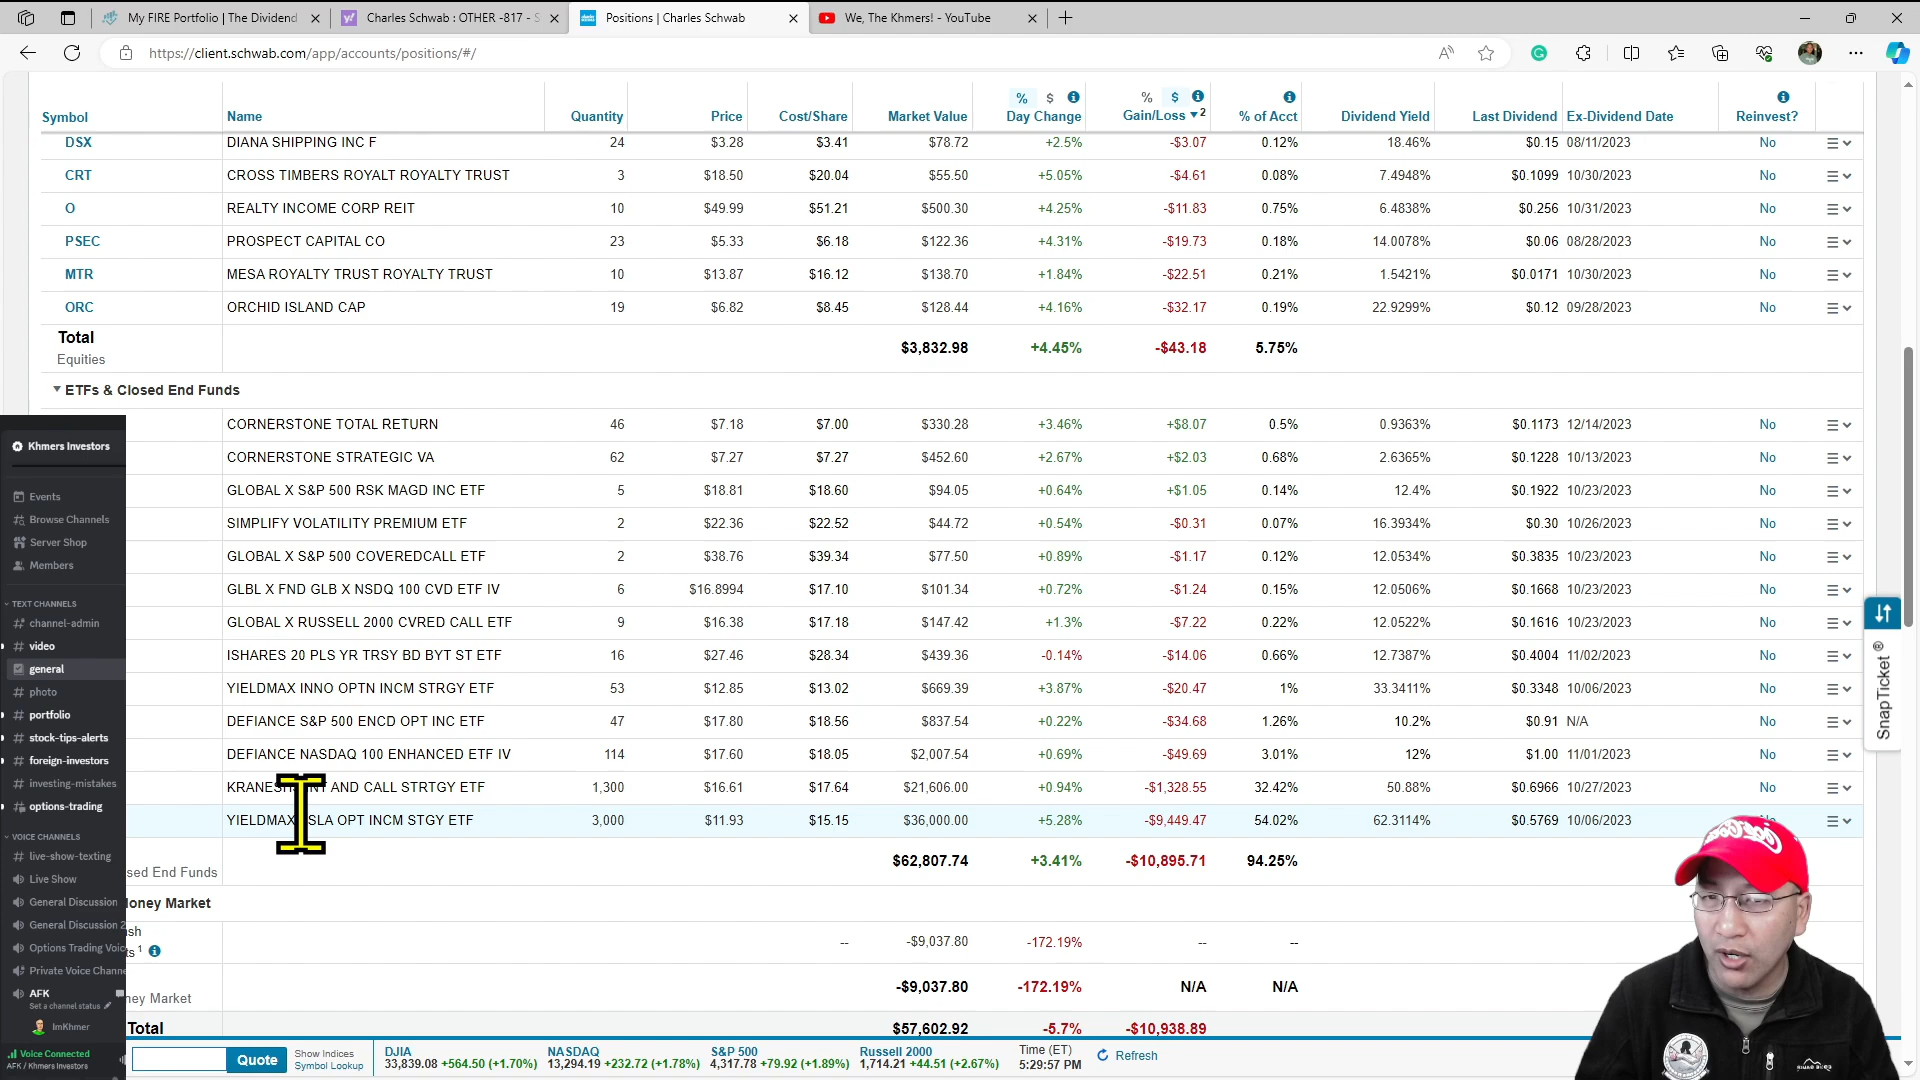 My FIRE Portfolio | The Dividend
Charles Schwab : OTHER -817 - S
Positions | Charles Schwab
We, The Khmers! - YouTube
https://client.schwab.com/app/accounts/positions/#/
% $ % $
Symbol Name Quantity Price Cost/Share Market Value Day Change Gain/Loss 2 % of Acct Dividend Yield Last Dividend Ex-Dividend Date Reinvest?
DSX DIANA SHIPPING INC F 24 $3.28 $3.41 $78.72 +2.5% -$3.07 0.12% 18.46% $0.15 08/11/2023 No
CRT CROSS TIMBERS ROYALT ROYALTY TRUST 3 $18.50 $20.04 $55.50 +5.05% -$4.61 0.08% 7.4948% $0.1099 10/30/2023 No
O REALTY INCOME CORP REIT 10 $49.99 $51.21 $500.30 +4.25% -$11.83 0.75% 6.4838% $0.256 10/31/2023 No
PSEC PROSPECT CAPITAL CO 23 $5.33 $6.18 $122.36 +4.31% -$19.73 0.18% 14.0078% $0.06 08/28/2023 No
MTR MESA ROYALTY TRUST ROYALTY TRUST 10 $13.87 $16.12 $138.70 +1.84% -$22.51 0.21% 1.5421% $0.0171 10/30/2023 No
ORC ORCHID ISLAND CAP 19 $6.82 $8.45 $128.44 +4.16% -$32.17 0.19% 22.9299% $0.12 09/28/2023 No
Total
Equities $3,832.98 +4.45% -$43.18 5.75%
ETFs & Closed End Funds
CORNERSTONE TOTAL RETURN 46 $7.18 $7.00 $330.28 +3.46% +$8.07 0.5% 0.9363% $0.1173 12/14/2023 No
CORNERSTONE STRATEGIC VA 62 $7.27 $7.27 $452.60 +2.67% +$2.03 0.68% 2.6365% $0.1228 10/13/2023 No
GLOBAL X S&P 500 RSK MAGD INC ETF 5 $18.81 $18.60 $94.05 +0.64% +$1.05 0.14% 12.4% $0.1922 10/23/2023 No
SIMPLIFY VOLATILITY PREMIUM ETF 2 $22.36 $22.52 $44.72 +0.54% -$0.31 0.07% 16.3934% $0.30 10/26/2023 No
GLOBAL X S&P 500 COVEREDCALL ETF 2 $38.76 $39.34 $77.50 +0.89% -$1.17 0.12% 12.0534% $0.3835 10/23/2023 No
GLBL X FND GLB X NSDQ 100 CVD ETF IV 6 $16.8994 $17.10 $101.34 +0.72% -$1.24 0.15% 12.0506% $0.1668 10/23/2023 No
GLOBAL X RUSSELL 2000 CVRED CALL ETF 9 $16.38 $17.18 $147.42 +1.3% -$7.22 0.22% 12.0522% $0.1616 10/23/2023 No
ISHARES 20 PLS YR TRSY BD BYT ST ETF 16 $27.46 $28.34 $439.36 -0.14% -$14.06 0.66% 12.7387% $0.4004 11/02/2023 No
YIELDMAX INNO OPTN INCM STRGY ETF 53 $12.85 $13.02 $669.39 +3.87% -$20.47 1% 33.3411% $0.3348 10/06/2023 No
DEFIANCE S&P 500 ENCD OPT INC ETF 47 $17.80 $18.56 $837.54 +0.22% -$34.68 1.26% 10.2% $0.91 N/A No
DEFIANCE NASDAQ 100 ENHANCED ETF IV 114 $17.60 $18.05 $2,007.54 +0.69% -$49.69 3.01% 12% $1.00 11/01/2023 No
AND CALL STRTGY ETF 1,300 $16.61 $17.64 $21,606.00 +0.94% -$1,328.55 32.42% 50.88% $0.6966 10/27/2023 No
YIELDMAX SLA OPT INCM STGY ETF 3,000 $11.93 $15.15 $36,000.00 +5.28% -$9,449.47 54.02% 62.3114% $0.5769 10/06/2023
sed End Funds $62,807.74 +3.41% -$10,895.71 94.25%
Money Market
sh
ts 1 -- -$9,037.80 -172.19% -- --
ney Market -$9,037.80 -172.19% N/A N/A
Total $57,602.92 -5.7% -$10,938.89
Khmers Investors
Events
Browse Channels
Server Shop
Members
TEXT CHANNELS
channel-admin
video
general
photo
portfolio
stock-tips-alerts
foreign-investors
investing-mistakes
options-trading
VOICE CHANNELS
live-show-texting
Live Show
General Discussion
General Discussion 2
Options Trading Voic
Private Voice Channe
AFK
Set a channel status
ImKhmer
Voice Connected
AFK / Khmers Investors
Quote
Show Indices
Symbol Lookup
DJIA
33,839.08 +564.50 (+1.70%)
NASDAQ
13,294.19 +232.72 (+1.78%)
S&P 500
4,317.78 +79.92 (+1.89%)
Russell 2000
1,714.21 +44.51 (+2.67%)
Time (ET)
5:29:57 PM
Refresh
SnapTicket®